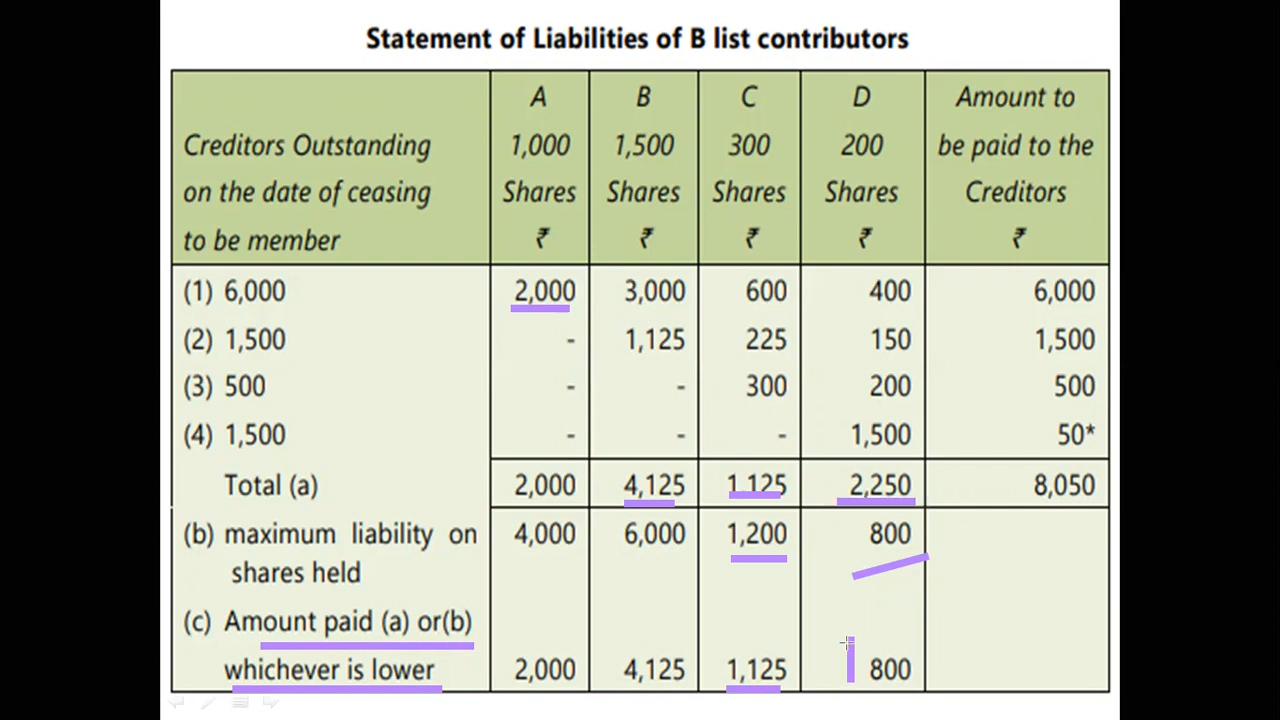 Statement of Liabilities of B list contributors
Creditors Outstanding on the date of ceasing to be member | A 1,000 Shares ₹ | B 1,500 Shares ₹ | C 300 Shares ₹ | D 200 Shares ₹ | Amount to be paid to the Creditors ₹
(1) 6,000 | 2,000 | 3,000 | 600 | 400 | 6,000
(2) 1,500 | - | 1,125 | 225 | 150 | 1,500
(3) 500 | - | - | 300 | 200 | 500
(4) 1,500 | - | - | - | 1,500 | 50*
Total (a) | 2,000 | 4,125 | 1,125 | 2,250 | 8,050
(b) maximum liability on shares held | 4,000 | 6,000 | 1,200 | 800
(c) Amount paid (a) or(b) whichever is lower | 2,000 | 4,125 | 1,125 | 800